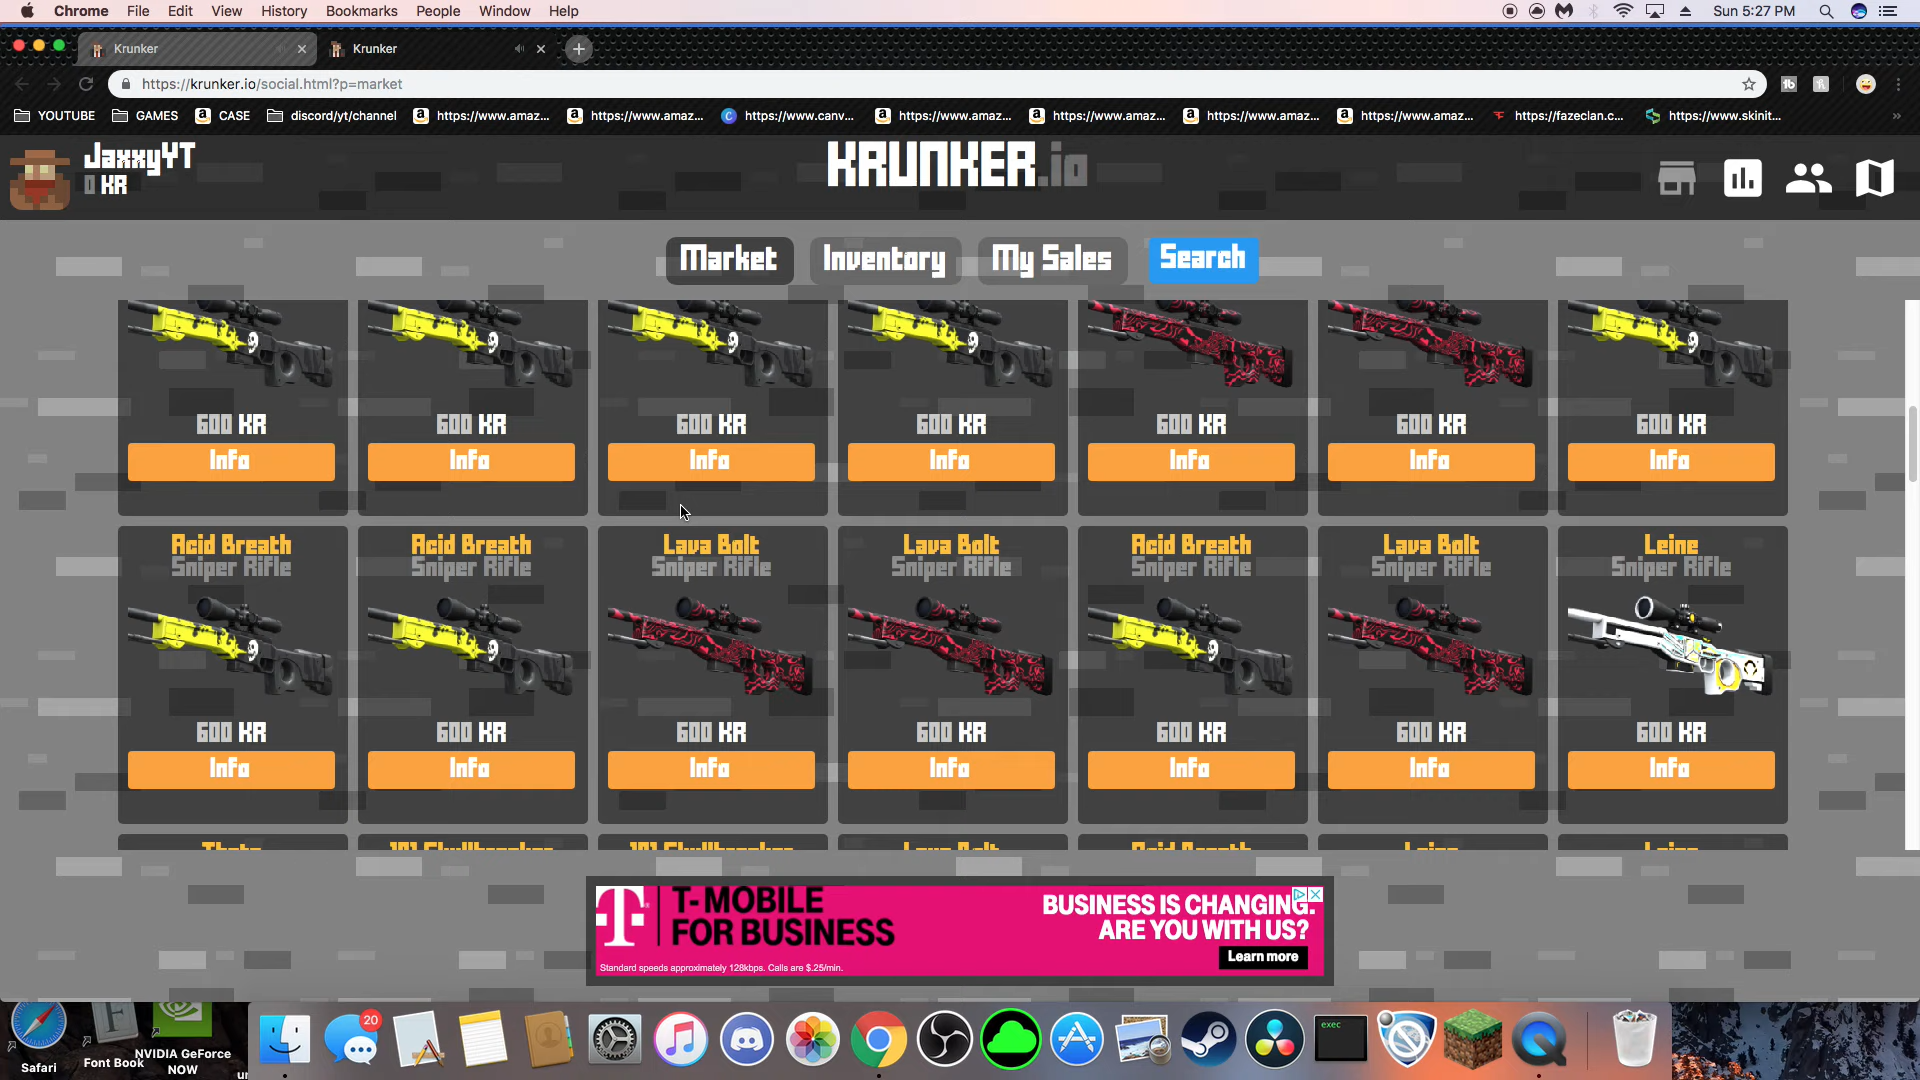 Chrome File Edit View History Bookmarks People Window Help Sun 5:27 PM
Krunker Krunker
https://krunker.io/social.html?p=market
YOUTUBE GAMES CASE discord/yt/channel https://www.amaz... https://www.amaz... https://www.canv... https://www.amaz... https://www.amaz... https://www.amaz... https://www.amaz... https://fazeclan.c... https://www.skinit...
JaxxyYT
0 KR
KRUNKER.io
Market Inventory My Sales Search
600 KR 600 KR 600 KR 600 KR 600 KR 600 KR 600 KR
Info Info Info Info Info Info Info
Acid Breath Acid Breath Lava Bolt Lava Bolt Acid Breath Lava Bolt Leine
Sniper Rifle Sniper Rifle Sniper Rifle Sniper Rifle Sniper Rifle Sniper Rifle Sniper Rifle
600 KR 600 KR 600 KR 600 KR 600 KR 600 KR 600 KR
Info Info Info Info Info Info Info
Lava Bolt Acid Breath Leine Leine
T-MOBILE
FOR BUSINESS
Standard speeds approximately 128kbps. Calls are $.25/min.
BUSINESS IS CHANGING.
ARE YOU WITH US?
Learn more
20
exec
Safari
Font Book
NVIDIA GeForce
NOW